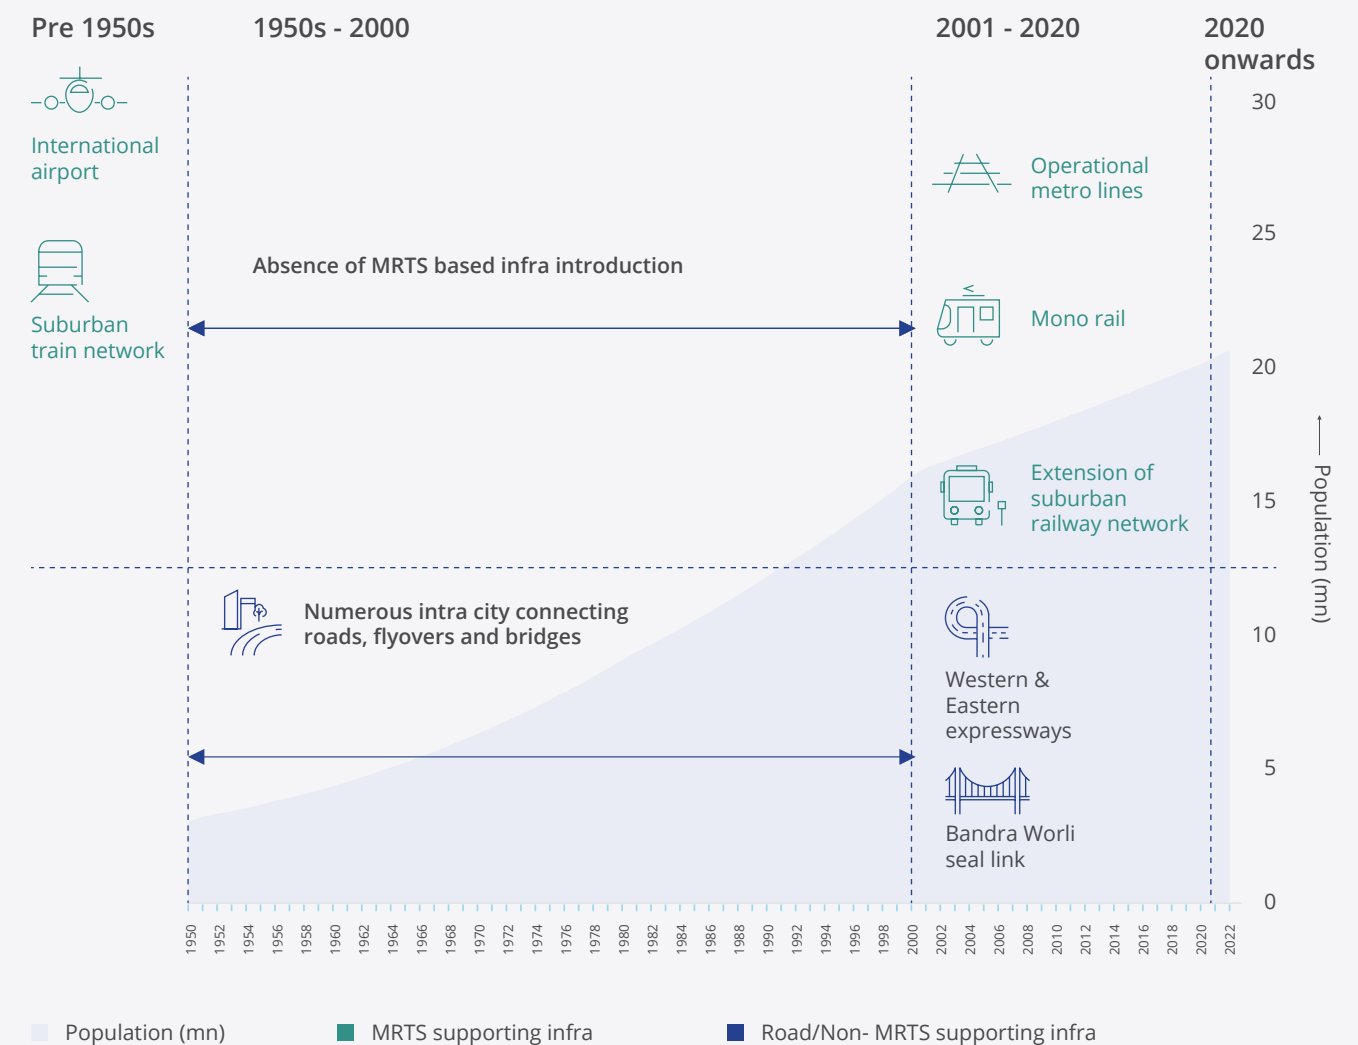 Pre 1950s
1950s - 2000
2001 - 2020
2020
onwards
International
airport
Suburban
train network
Absence of MRTS based infra introduction
Numerous intra city connecting
roads, flyovers and bridges
Operational
metro lines
Mono rail
Extension of
suburban
railway network
Western &
Eastern
expressways
Bandra Worli
seal link
30
25
20
15
10
5
0
Population (mn)
1950
1952
1954
1956
1958
1960
1962
1964
1966
1968
1970
1972
1974
1976
1978
1980
1982
1984
1986
1988
1990
1992
1994
1996
1998
2000
2002
2004
2006
2008
2010
2012
2014
2016
2018
2020
2022
Population (mn)
MRTS supporting infra
Road/Non- MRTS supporting infra